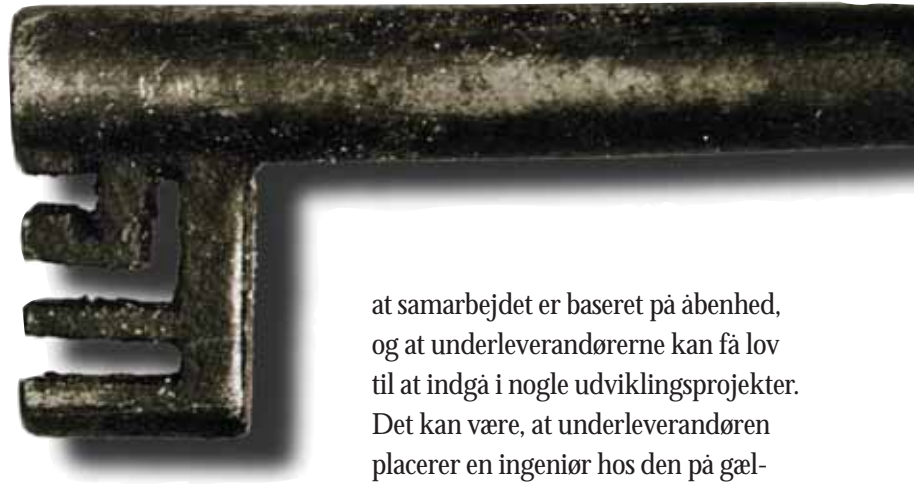 at samarbejdet er baseret på åbenhed,
og at underleverandørerne kan få lov
til at indgå i nogle udviklingsprojekter.
Det kan være, at underleverandøren
placerer en ingeniør hos den på gæl-